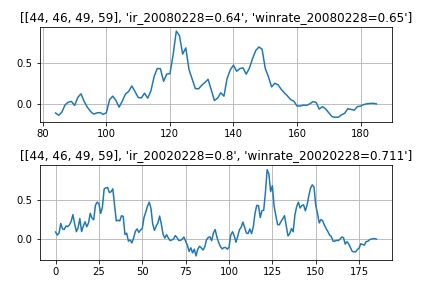 [[44, 46, 49, 59], 'ir_20080228=0.64', 'winrate_20080228=0.65']
0.5
0.0
80 100 120 140 160 180
[[44, 46, 49, 59], 'ir_20020228=0.8', 'winrate_20020228=0.711']
0.5
0.0
0 25 50 75 100 125 150 175